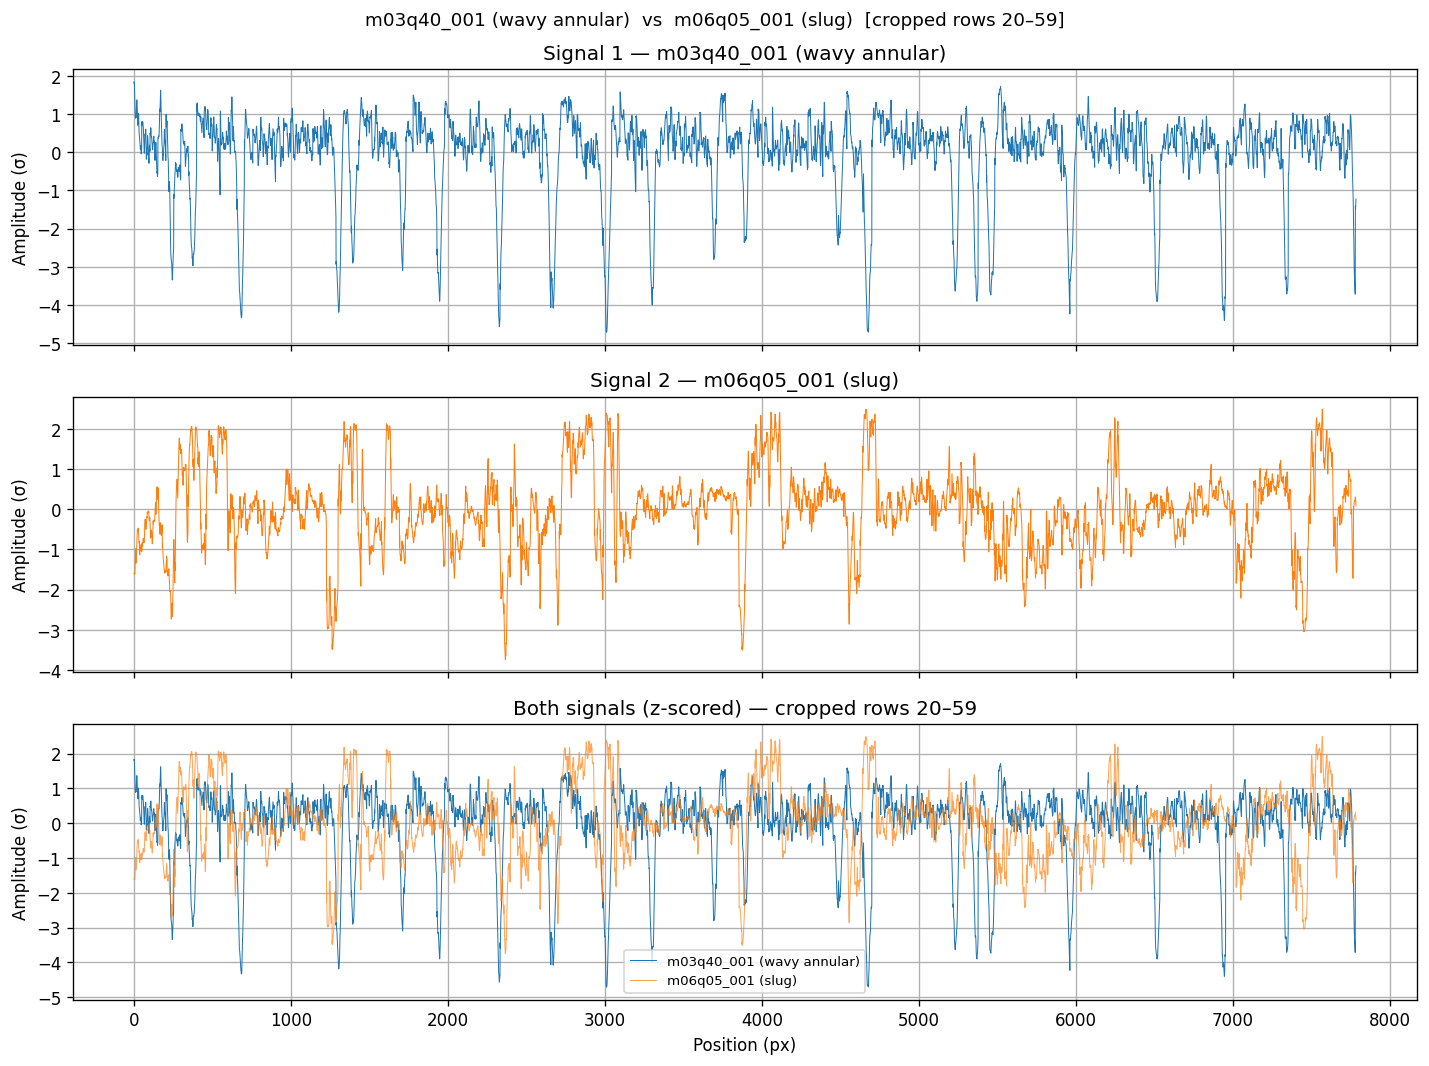 m03q40_001 (wavy annular)  vs  m06q05_001 (slug)  [cropped rows 20–59]
Signal 1 — m03q40_001 (wavy annular)
2
1
0
−1
−2
−3
−4
−5
Amplitude (σ)
Signal 2 — m06q05_001 (slug)
2
1
0
−1
−2
−3
−4
Amplitude (σ)
Both signals (z-scored) — cropped rows 20–59
2
1
0
−1
−2
−3
−4
−5
Amplitude (σ)
m03q40_001 (wavy annular)
m06q05_001 (slug)
0 1000 2000 3000 4000 5000 6000 7000 8000
Position (px)